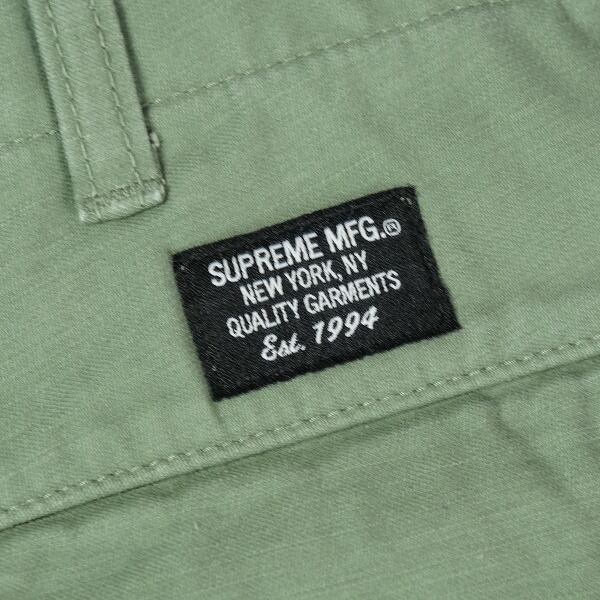 SUPREME MFG.®
NEW YORK, NY
QUALITY GARMENTS
Est. 1994